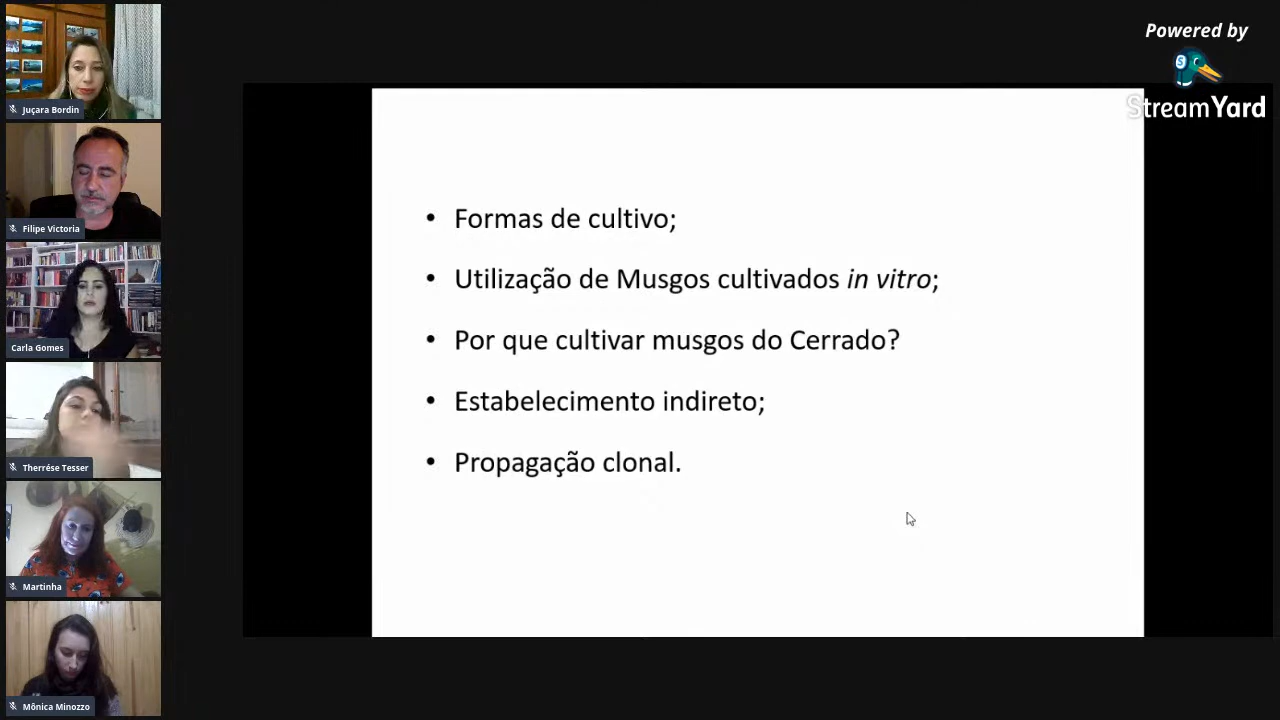 Powered by
StreamYard
Juçara Bordin
Filipe Victoria
Carla Gomes
Therrése Tesser
Martinha
Mônica Minozzo
• Formas de cultivo;
• Utilização de Musgos cultivados in vitro;
• Por que cultivar musgos do Cerrado?
• Estabelecimento indireto;
• Propagação clonal.